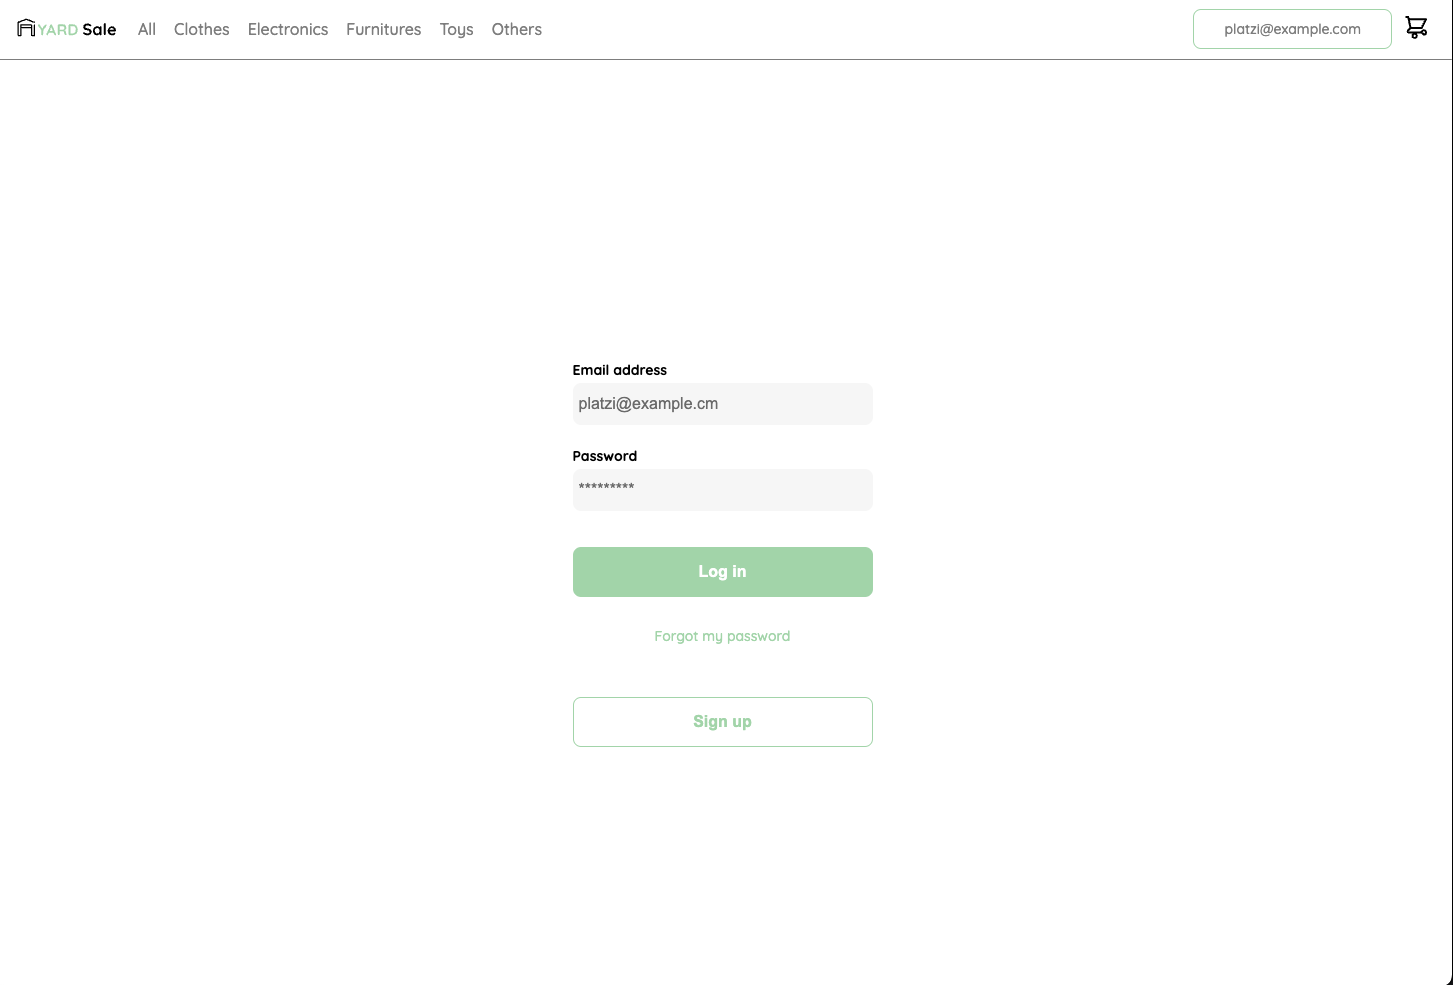 YARD Sale All Clothes Electronics Furnitures Toys Others platzi@example.com
Email address
platzi@example.cm
Password
*********
Log in
Forgot my password
Sign up